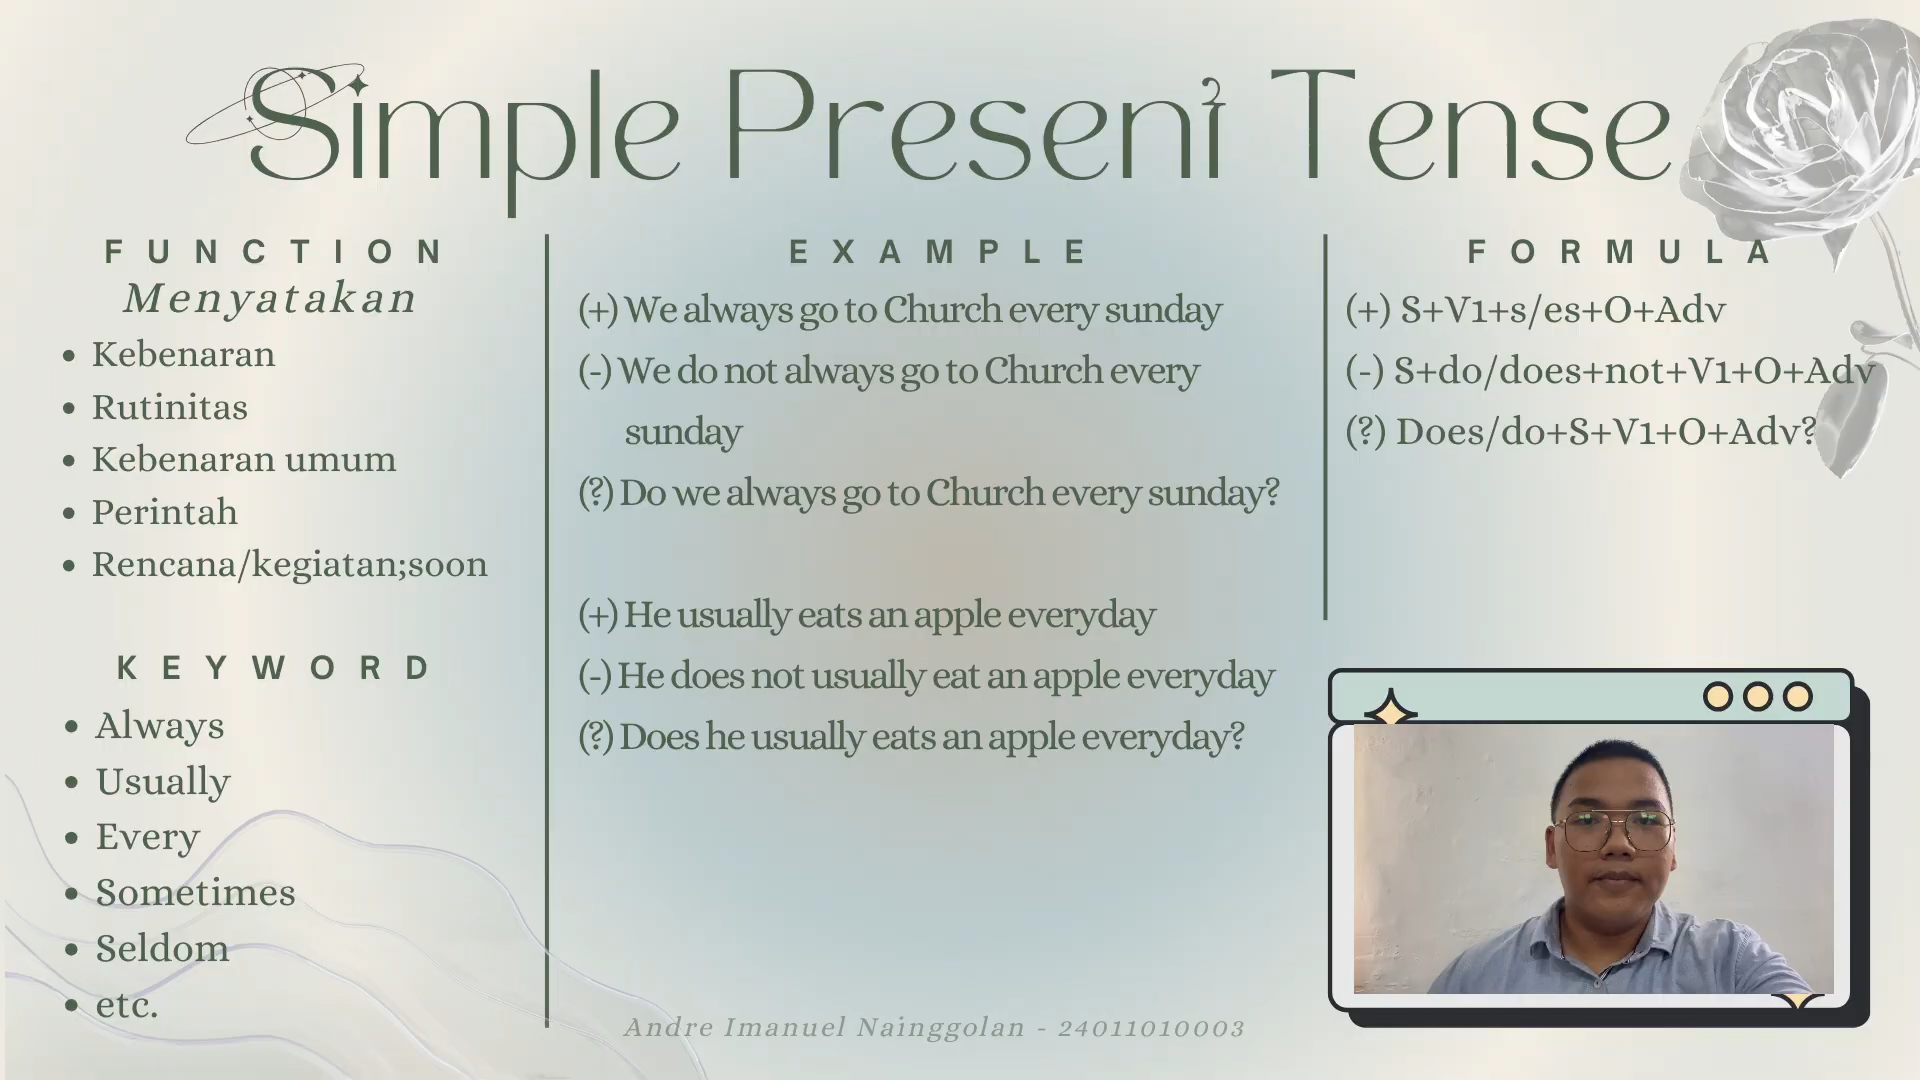 Simple Present Tense
FUNCTION
Menyatakan
• Kebenaran
• Rutinitas
• Kebenaran umum
• Perintah
• Rencana/kegiatan;soon
KEYWORD
• Always
• Usually
• Every
• Sometimes
• Seldom
• etc.
EXAMPLE
(+) We always go to Church every sunday
(-) We do not always go to Church every
sunday
(?) Do we always go to Church every sunday?
(+) He usually eats an apple everyday
(-) He does not usually eat an apple everyday
(?) Does he usually eats an apple everyday?
FORMULA
(+) S+V1+s/es+O+Adv
(-) S+do/does+not+V1+O+Adv
(?) Does/do+S+V1+O+Adv?
Andre Imanuel Nainggolan - 24011010003